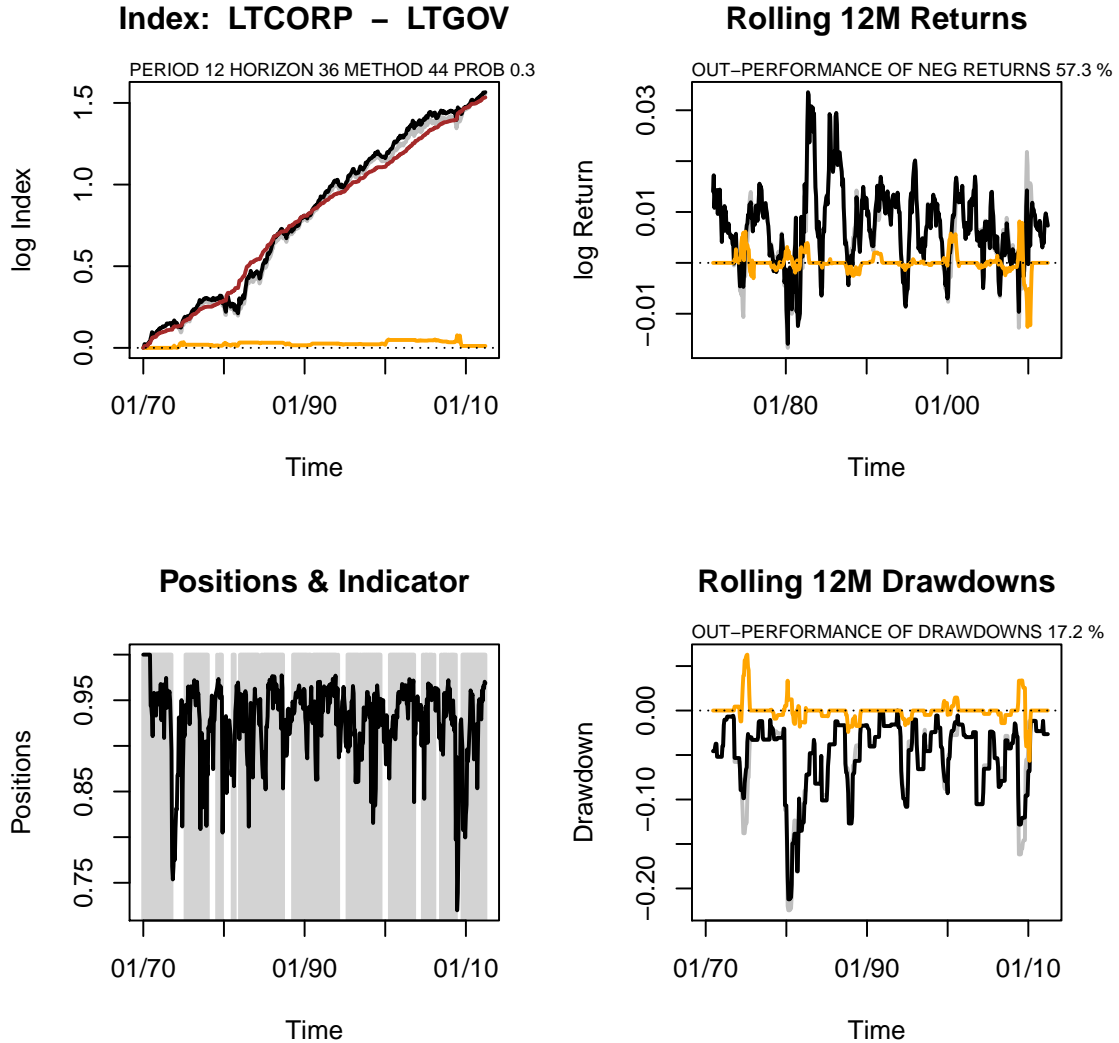 Index:  LTCORP  –  LTGOV
PERIOD 12 HORIZON 36 METHOD 44 PROB 0.3
log Index
1.5
1.0
0.5
0.0
01/70
01/90
01/10
Time
Rolling 12M Returns
OUT−PERFORMANCE OF NEG RETURNS 57.3 %
log Return
0.03
0.01
−0.01
01/80
01/00
Time
Positions & Indicator
Positions
0.95
0.85
0.75
01/70
01/90
01/10
Time
Rolling 12M Drawdowns
OUT−PERFORMANCE OF DRAWDOWNS 17.2 %
Drawdown
0.00
−0.10
−0.20
01/70
01/90
01/10
Time